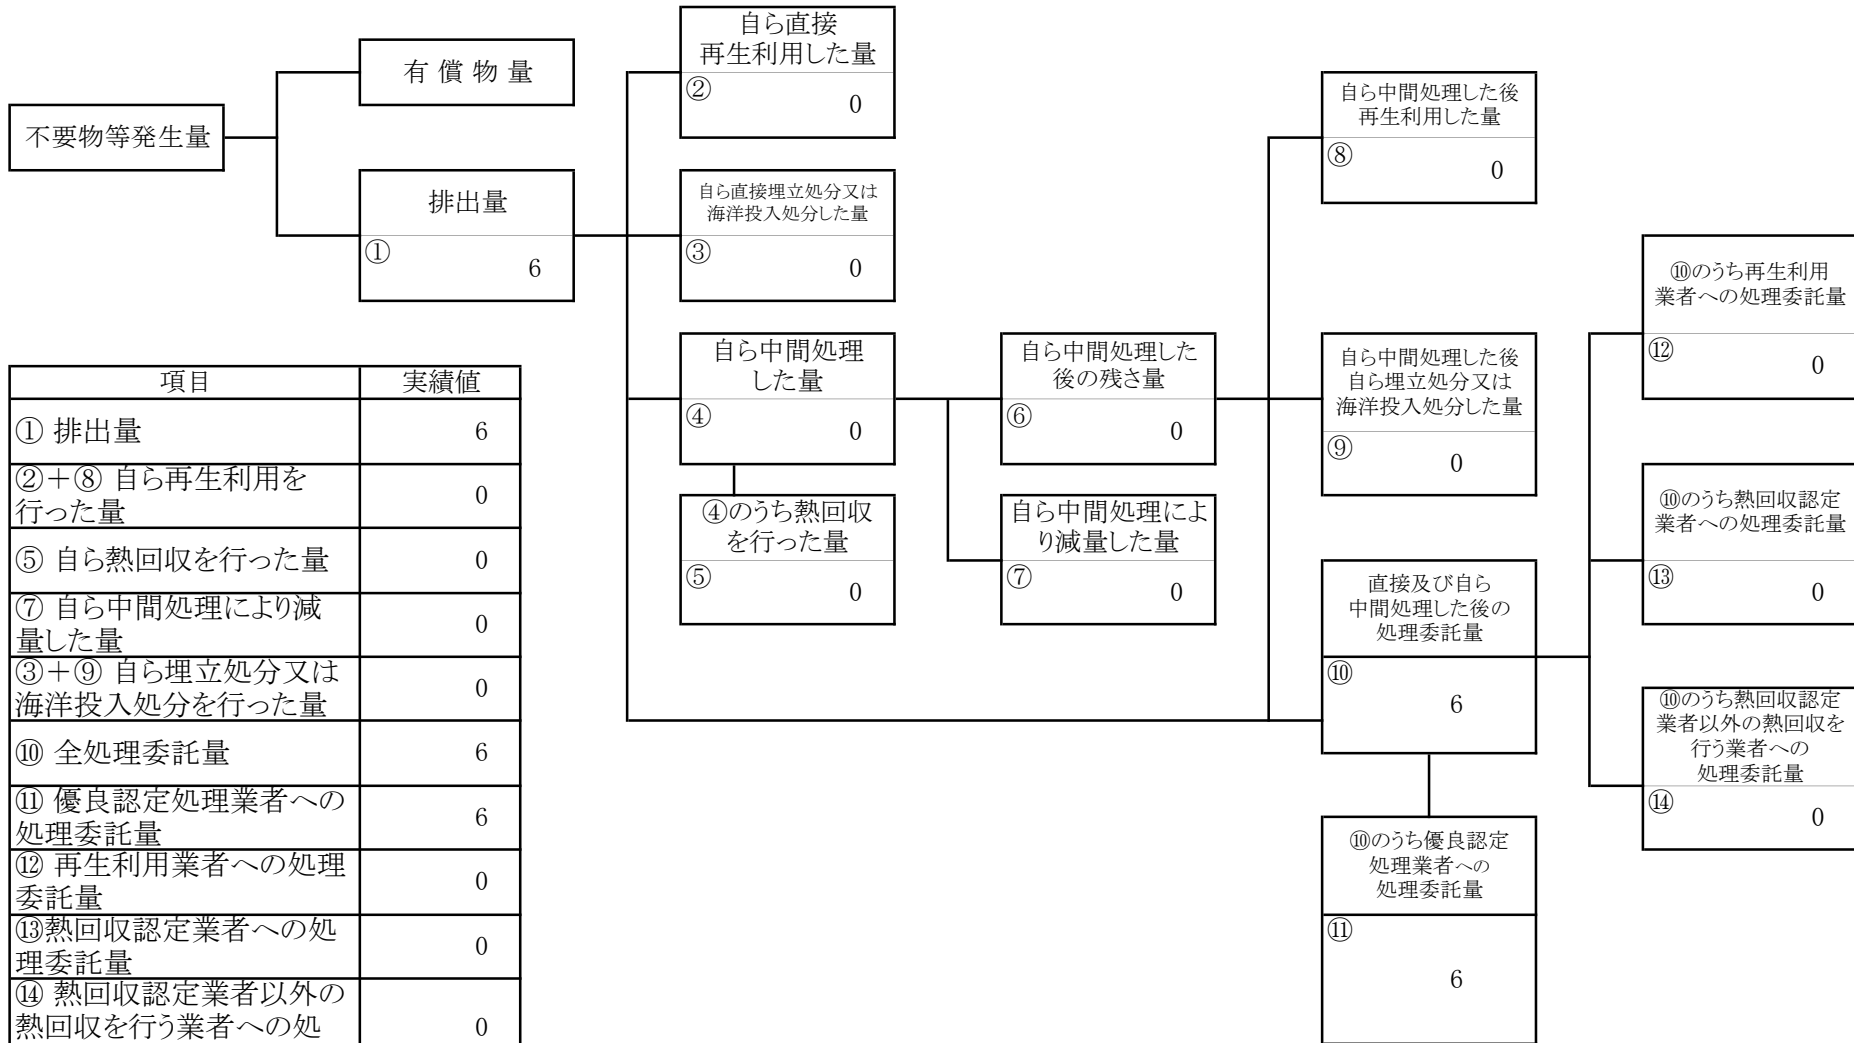 不要物等発生量
有 償 物 量
排出量
①
6
自ら直接
再生利用した量
②
0
自ら直接埋立処分又は
海洋投入処分した量
③
0
自ら中間処理
した量
④
0
④のうち熱回収
を行った量
⑤
0
自ら中間処理した
後の残さ量
⑥
0
自ら中間処理によ
り減量した量
⑦
0
自ら中間処理した後
再生利用した量
⑧
0
自ら中間処理した後
自ら埋立処分又は
海洋投入処分した量
⑨
0
直接及び自ら
中間処理した後の
処理委託量
⑩
6
⑩のうち優良認定
処理業者への
処理委託量
⑪
6
⑩のうち再生利用
業者への処理委託量
⑫
0
⑩のうち熱回収認定
業者への処理委託量
⑬
0
⑩のうち熱回収認定
業者以外の熱回収を
行う業者への
処理委託量
⑭
0
項目 実績値
① 排出量 6
②＋⑧ 自ら再生利用を
行った量 0
⑤ 自ら熱回収を行った量 0
⑦ 自ら中間処理により減
量した量 0
③＋⑨ 自ら埋立処分又は
海洋投入処分を行った量 0
⑩ 全処理委託量 6
⑪ 優良認定処理業者への
処理委託量 6
⑫ 再生利用業者への処理
委託量 0
⑬熱回収認定業者への処
理委託量 0
⑭ 熱回収認定業者以外の
熱回収を行う業者への処 0